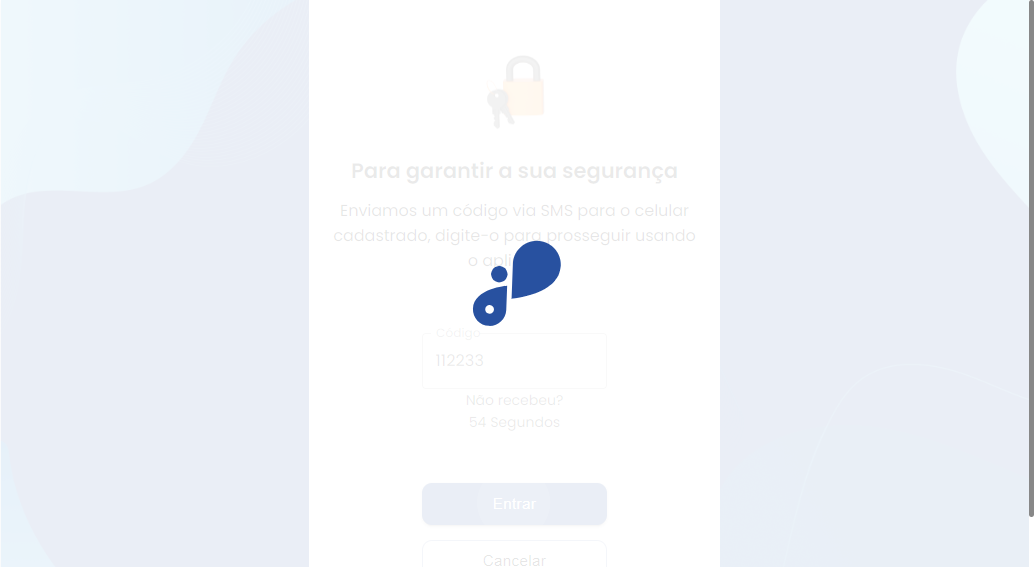 Para garantir a sua segurança
Enviamos um código via SMS para o celular
cadastrado, digite-o para prosseguir usando
o apli
Código
112233
Não recebeu?
54 Segundos
Entrar
Cancelar